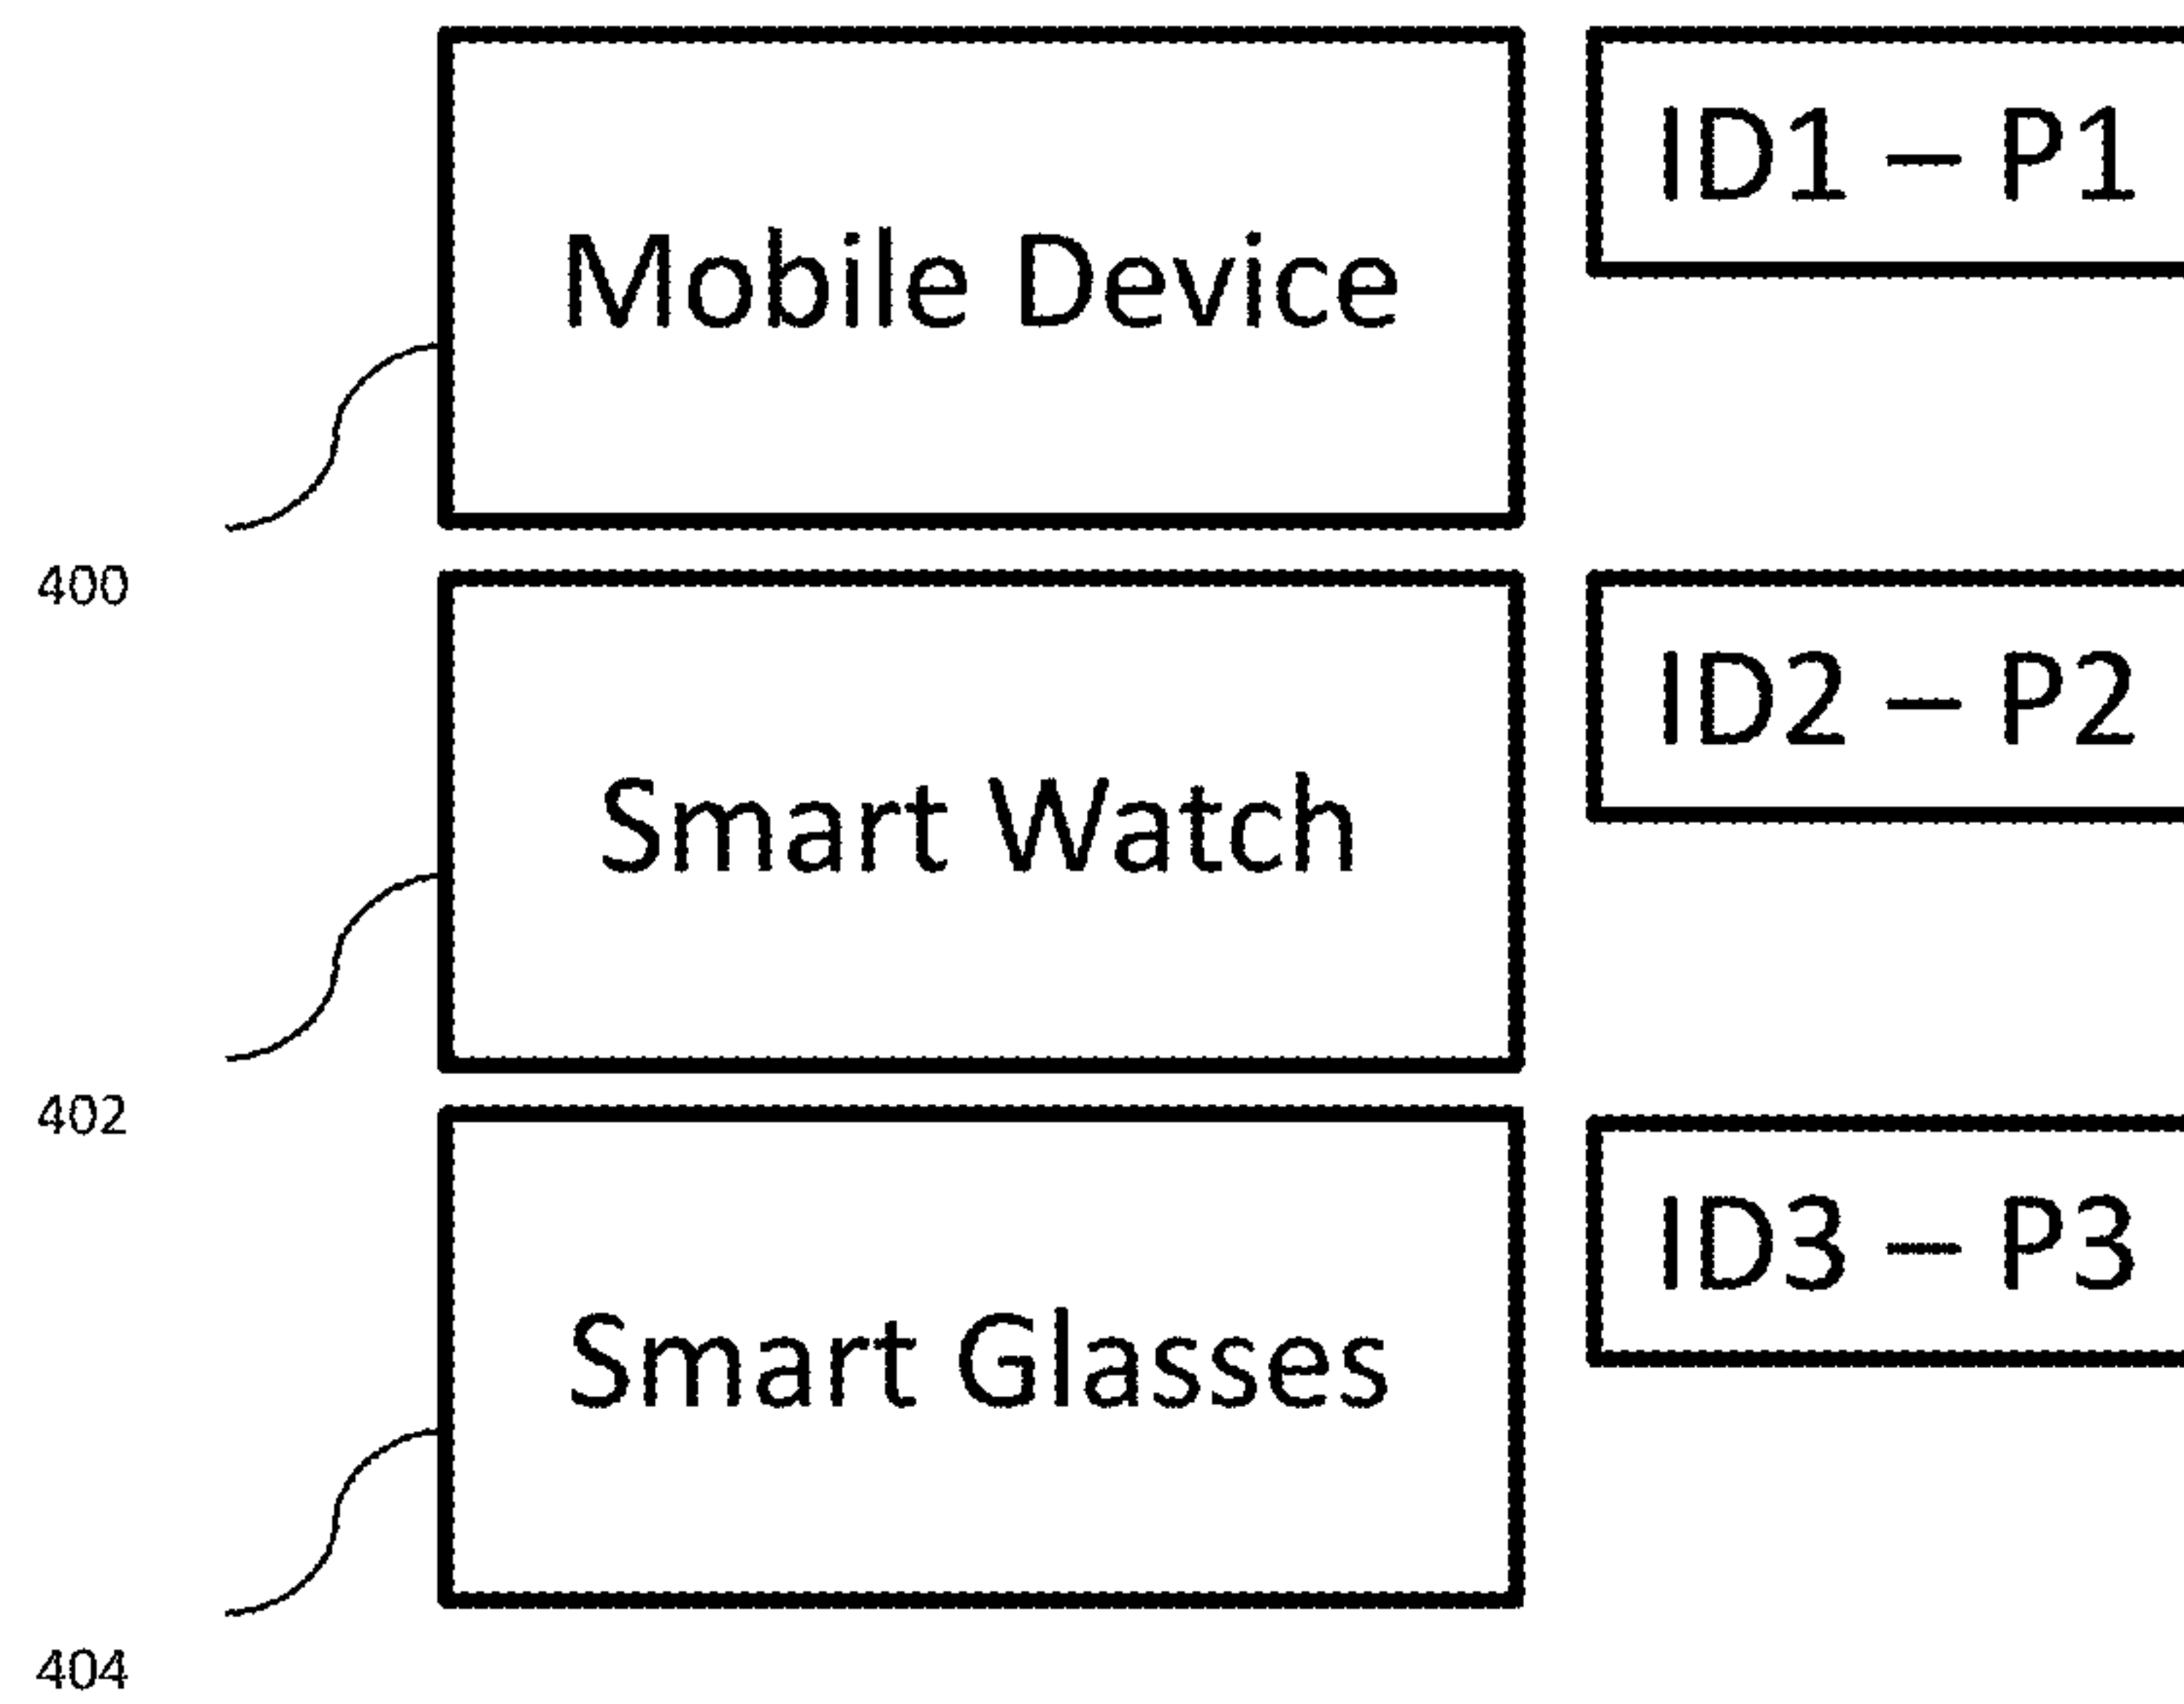 Mobile Device
ID1 – P1
400
Smart Watch
ID2 – P2
402
Smart Glasses
ID3 – P3
404